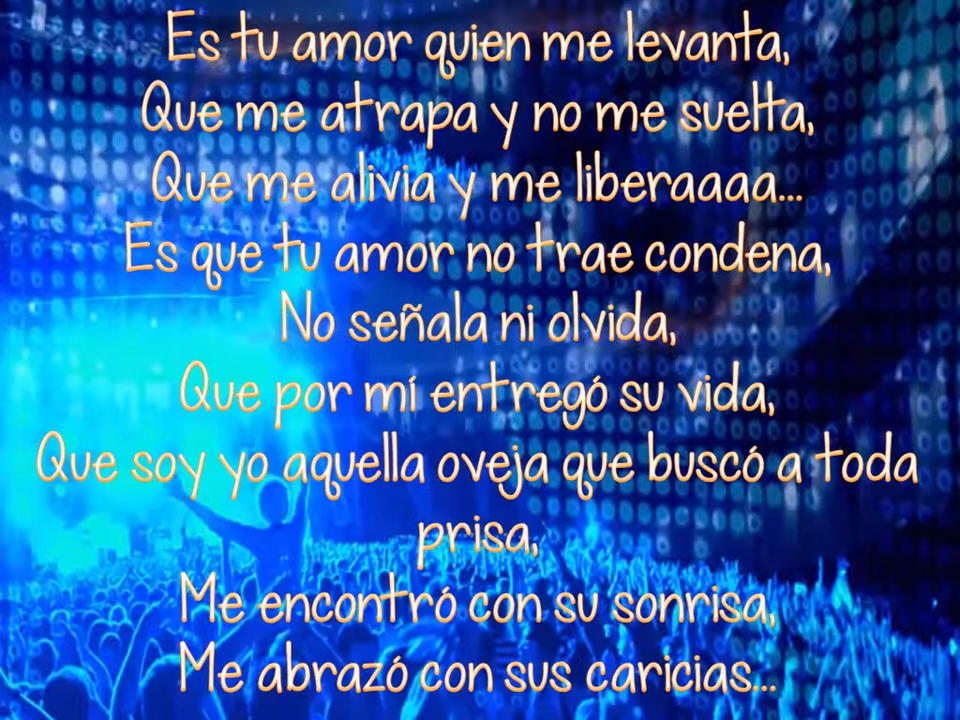 Es tu amor quien me levanta,
Que me atrapa y no me suelta,
Que me alivia y me liberaaaa...
Es que tu amor no trae condena,
No señala ni olvida,
Que por mí entregó su vida,
Que soy yo aquella oveja que buscó a toda
prisa,
Me encontró con su sonrisa,
Me abrazó con sus caricias...